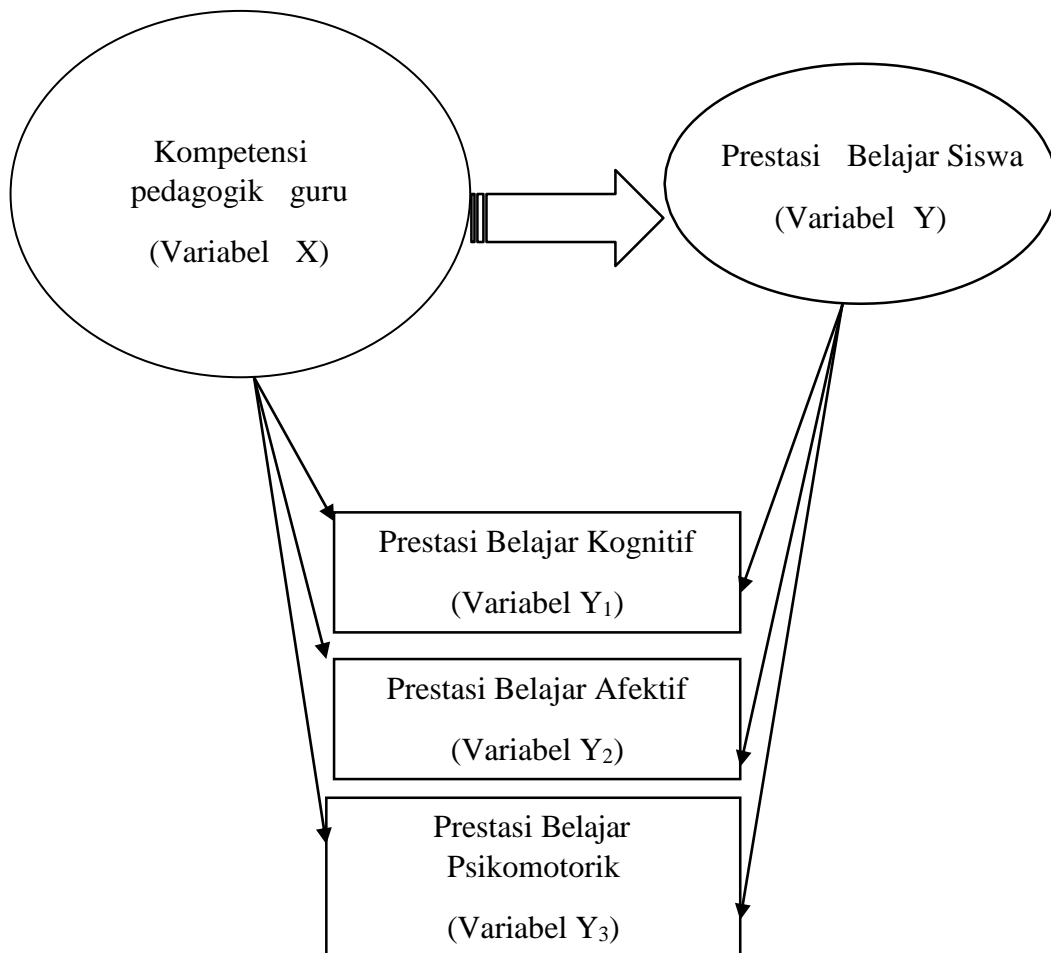 Kompetensi
pedagogik guru
(Variabel X)
Prestasi Belajar Siswa
(Variabel Y)
Prestasi Belajar Kognitif
(Variabel Y₁)
Prestasi Belajar Afektif
(Variabel Y₂)
Prestasi Belajar
Psikomotorik
(Variabel Y₃)